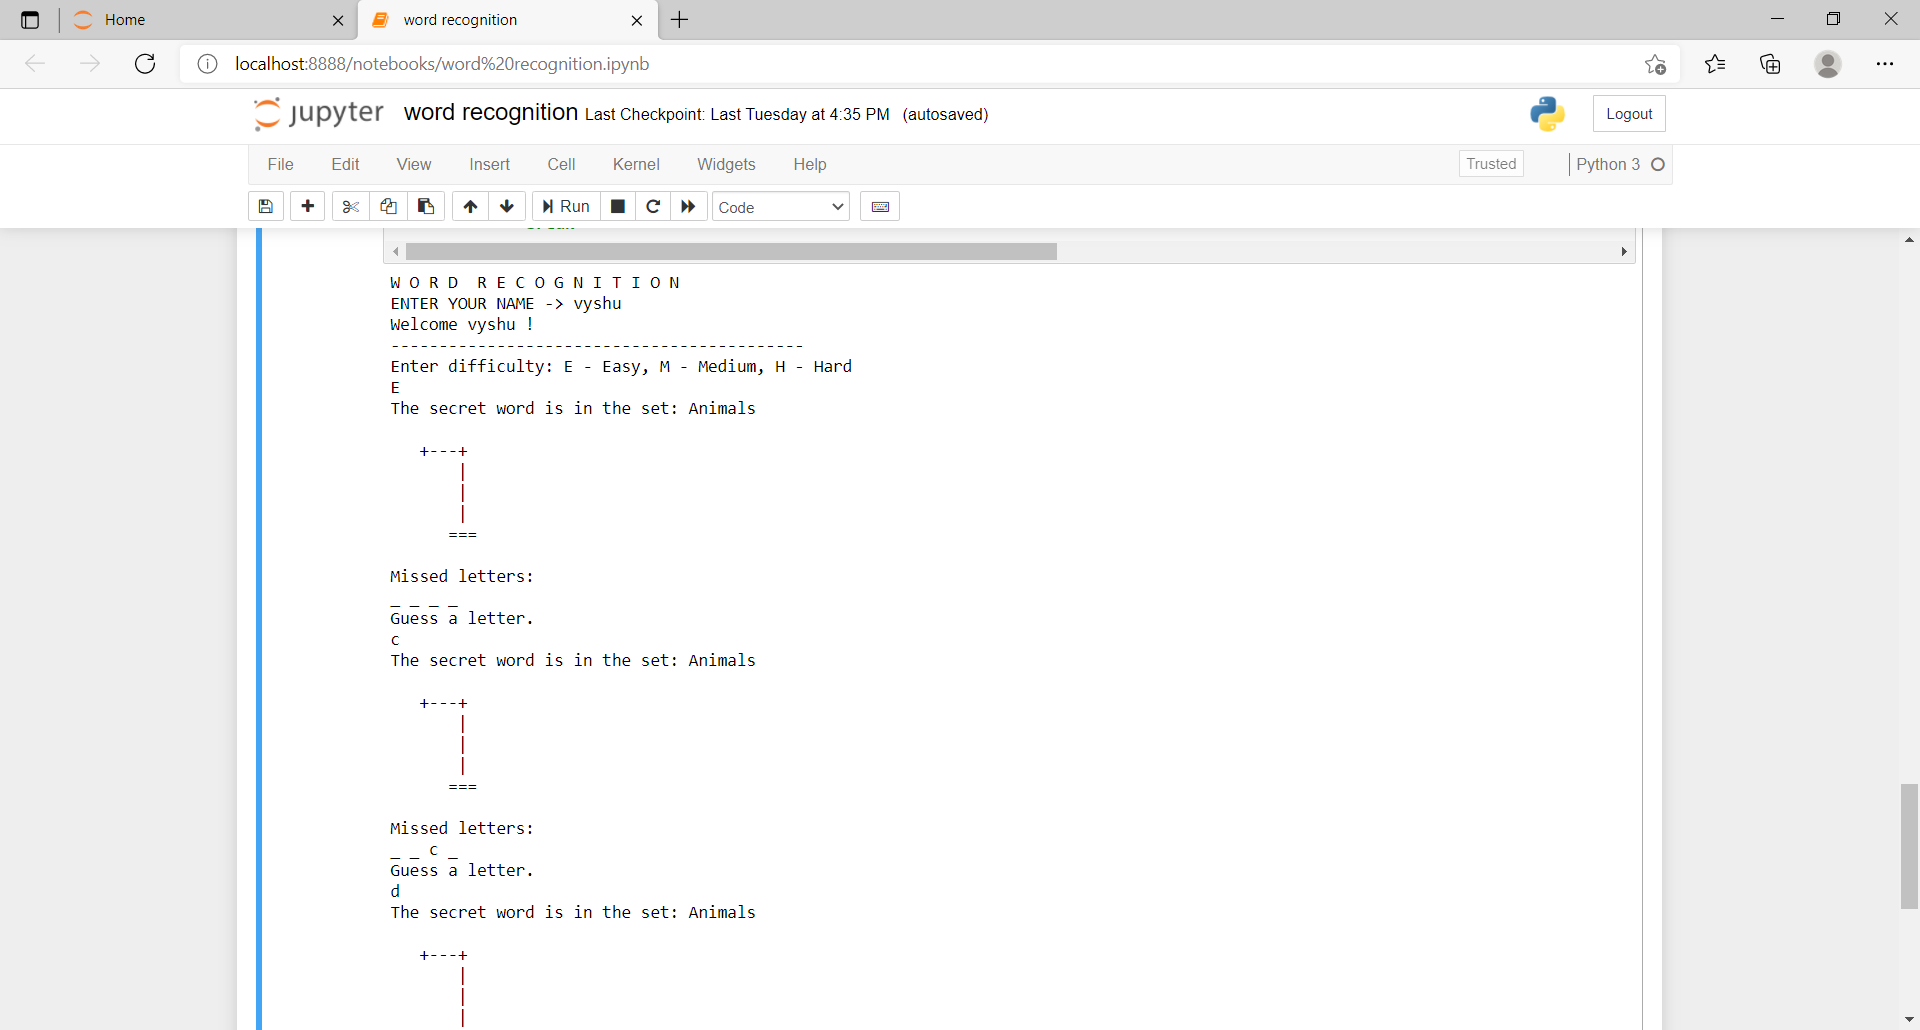 Home
word recognition
localhost:8888/notebooks/word%20recognition.ipynb
jupyter word recognition Last Checkpoint: Last Tuesday at 4:35 PM (autosaved)
Logout
File Edit View Insert Cell Kernel Widgets Help
Trusted
Python 3
Run
Code
W O R D  R E C O G N I T I O N
ENTER YOUR NAME -> vyshu
Welcome vyshu !
-------------------------------------------
Enter difficulty: E - Easy, M - Medium, H - Hard
E
The secret word is in the set: Animals
+---+
|
|
|
===
Missed letters:
_ _ _ _
Guess a letter.
c
The secret word is in the set: Animals
+---+
|
|
|
===
Missed letters:
_ _ c _
Guess a letter.
d
The secret word is in the set: Animals
+---+
|
|
|